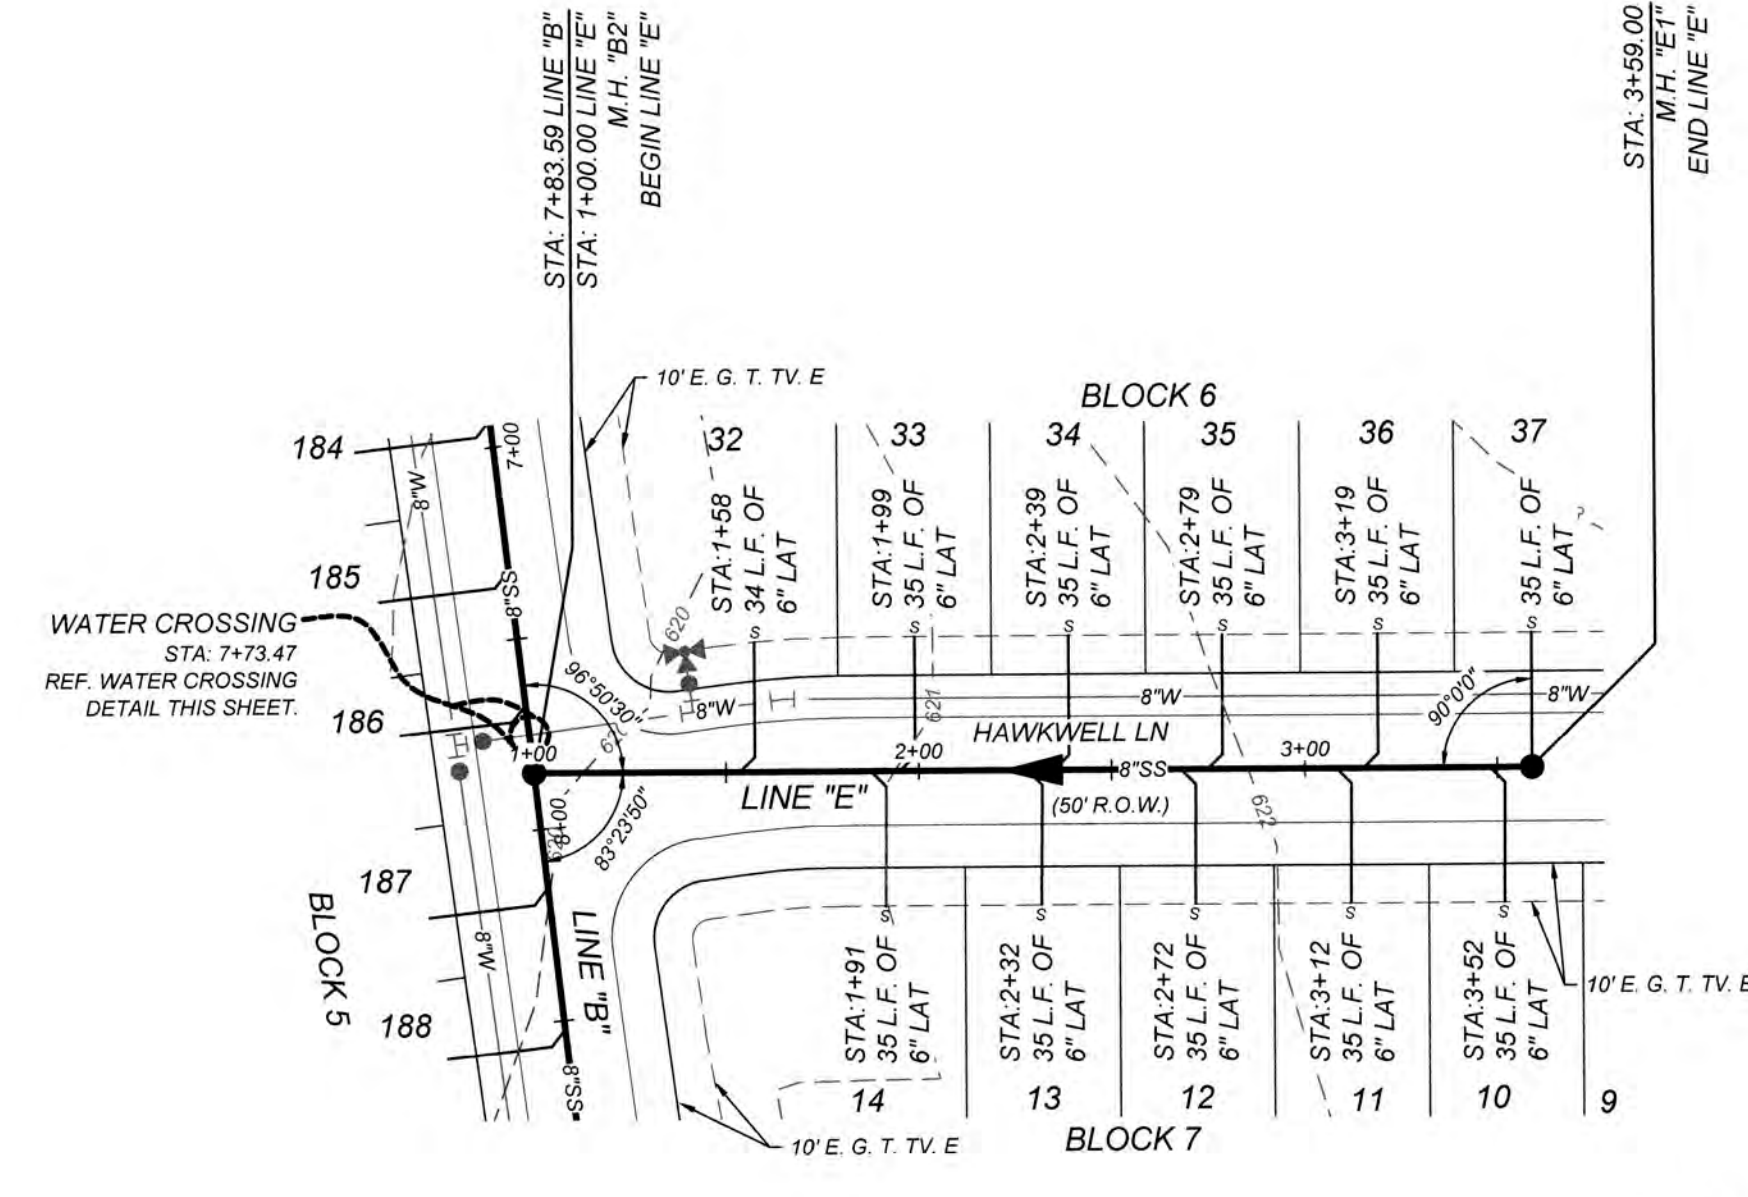 STA: 7+83.59 LINE "B"
STA: 1+00.00 LINE "E"
M.H. "B2"
BEGIN LINE "E"
STA: 3+59.00
M.H. "E1"
END LINE "E"
10' E. G. T. TV. E
BLOCK 6
184
7+00
32
33
34
35
36
37
8"W
STA:1+58
34 L.F. OF
6" LAT
STA:1+99
35 L.F. OF
6" LAT
STA:2+39
35 L.F. OF
6" LAT
STA:2+79
35 L.F. OF
6" LAT
STA:3+19
35 L.F. OF
6" LAT
35 L.F. OF
6" LAT
?
185
8"SS
WATER CROSSING
STA: 7+73.47
REF. WATER CROSSING
DETAIL THIS SHEET.
620
S
S
S
S
S
S
96°50'30"
90°0'0"
186
8"W
621
8"W
8"W
HAWKWELL LN
1+00
2+00
3+00
8"SS
LINE "E"
(50' R.O.W.)
8+00
620
83°23'50"
622
187
BLOCK 5
8"W
LINE "B"
S
S
S
S
S
STA:1+91
35 L.F. OF
6" LAT
STA:2+32
35 L.F. OF
6" LAT
STA:2+72
35 L.F. OF
6" LAT
STA:3+12
35 L.F. OF
6" LAT
STA:3+52
35 L.F. OF
6" LAT
10' E. G. T. TV. E
188
8"SS
14
13
12
11
10
9
10' E. G. T. TV. E
BLOCK 7